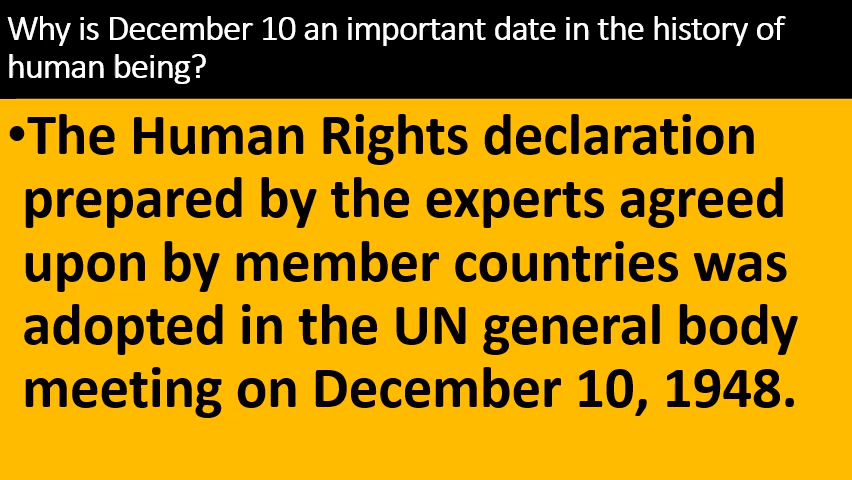 Why is December 10 an important date in the history of
human being?
•The Human Rights declaration
prepared by the experts agreed
upon by member countries was
adopted in the UN general body
meeting on December 10, 1948.